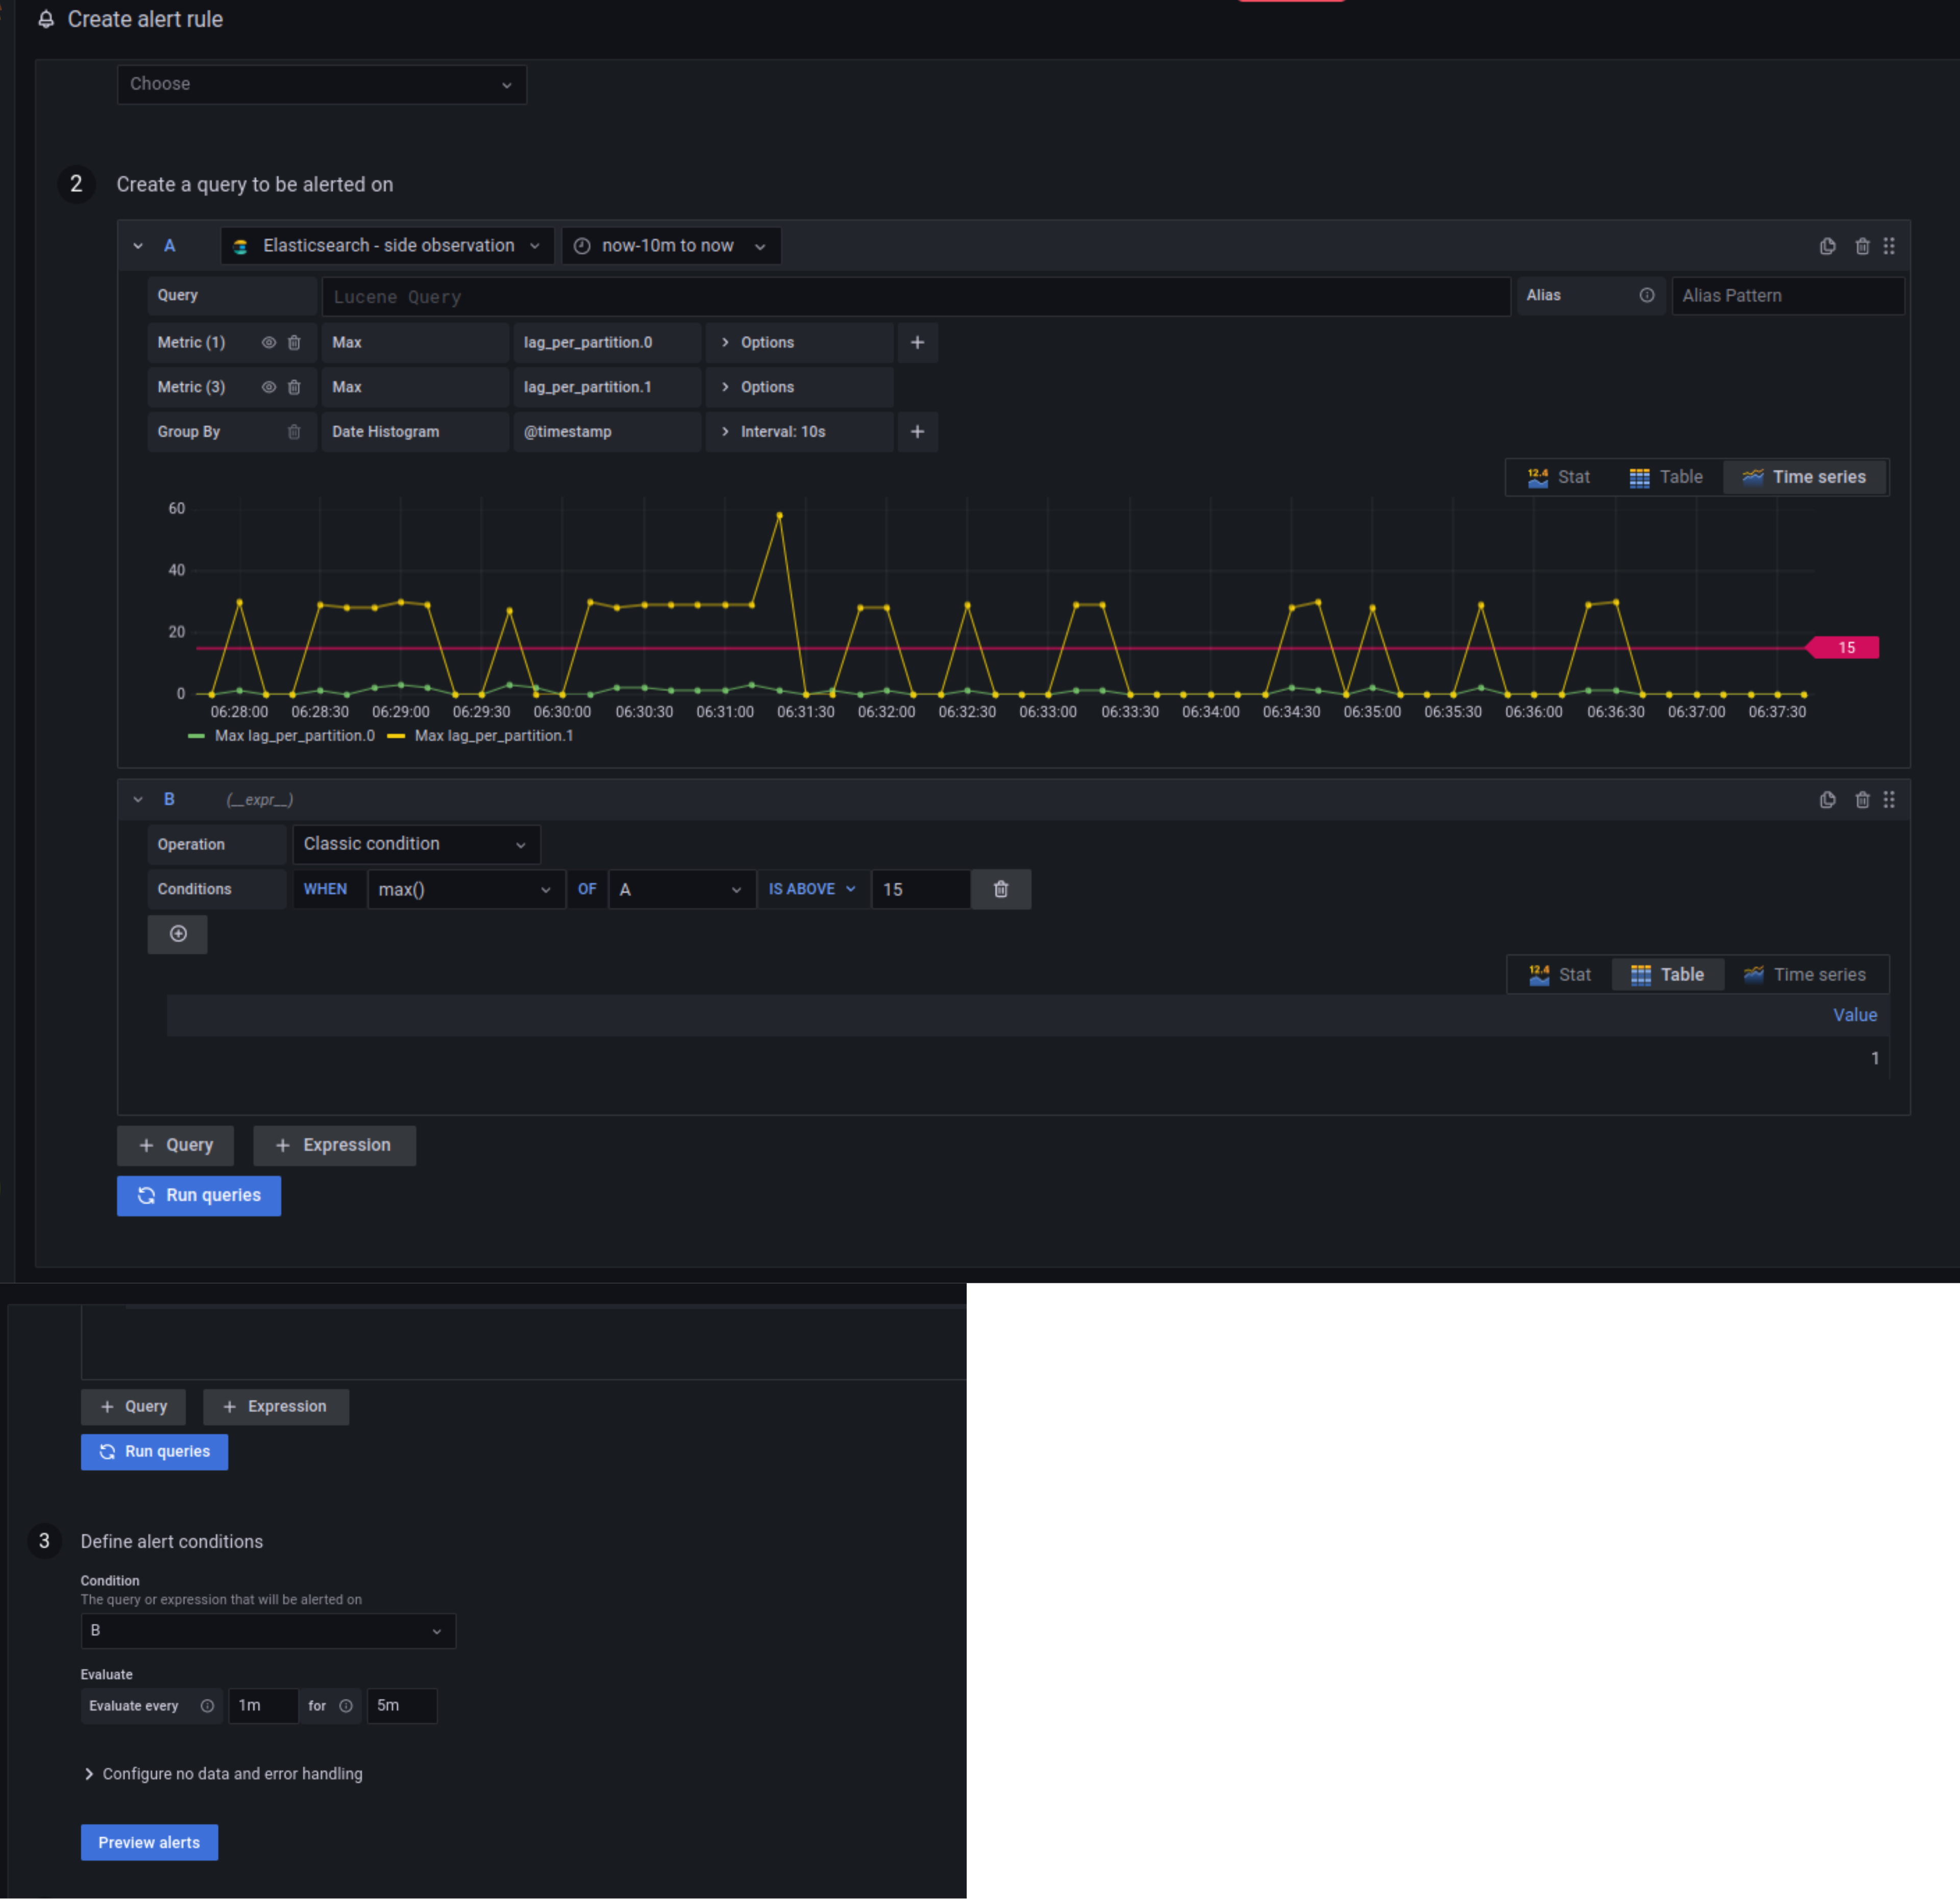 Create alert rule
Choose
2 Create a query to be alerted on
A Elasticsearch - side observation now-10m to now
Query Lucene Query Alias Alias Pattern
Metric (1) Max lag_per_partition.0 Options
Metric (3) Max lag_per_partition.1 Options
Group By Date Histogram @timestamp Interval: 10s
12.4 Stat Table Time series
60
40
20
15
0
06:28:00 06:28:30 06:29:00 06:29:30 06:30:00 06:30:30 06:31:00 06:31:30 06:32:00 06:32:30 06:33:00 06:33:30 06:34:00 06:34:30 06:35:00 06:35:30 06:36:00 06:36:30 06:37:00 06:37:30
Max lag_per_partition.0 Max lag_per_partition.1
B (__expr__)
Operation Classic condition
Conditions WHEN max() OF A IS ABOVE 15
12.4 Stat Table Time series
Value
1
+ Query + Expression
Run queries
+ Query + Expression
Run queries
3 Define alert conditions
Condition
The query or expression that will be alerted on
B
Evaluate
Evaluate every 1m for 5m
Configure no data and error handling
Preview alerts